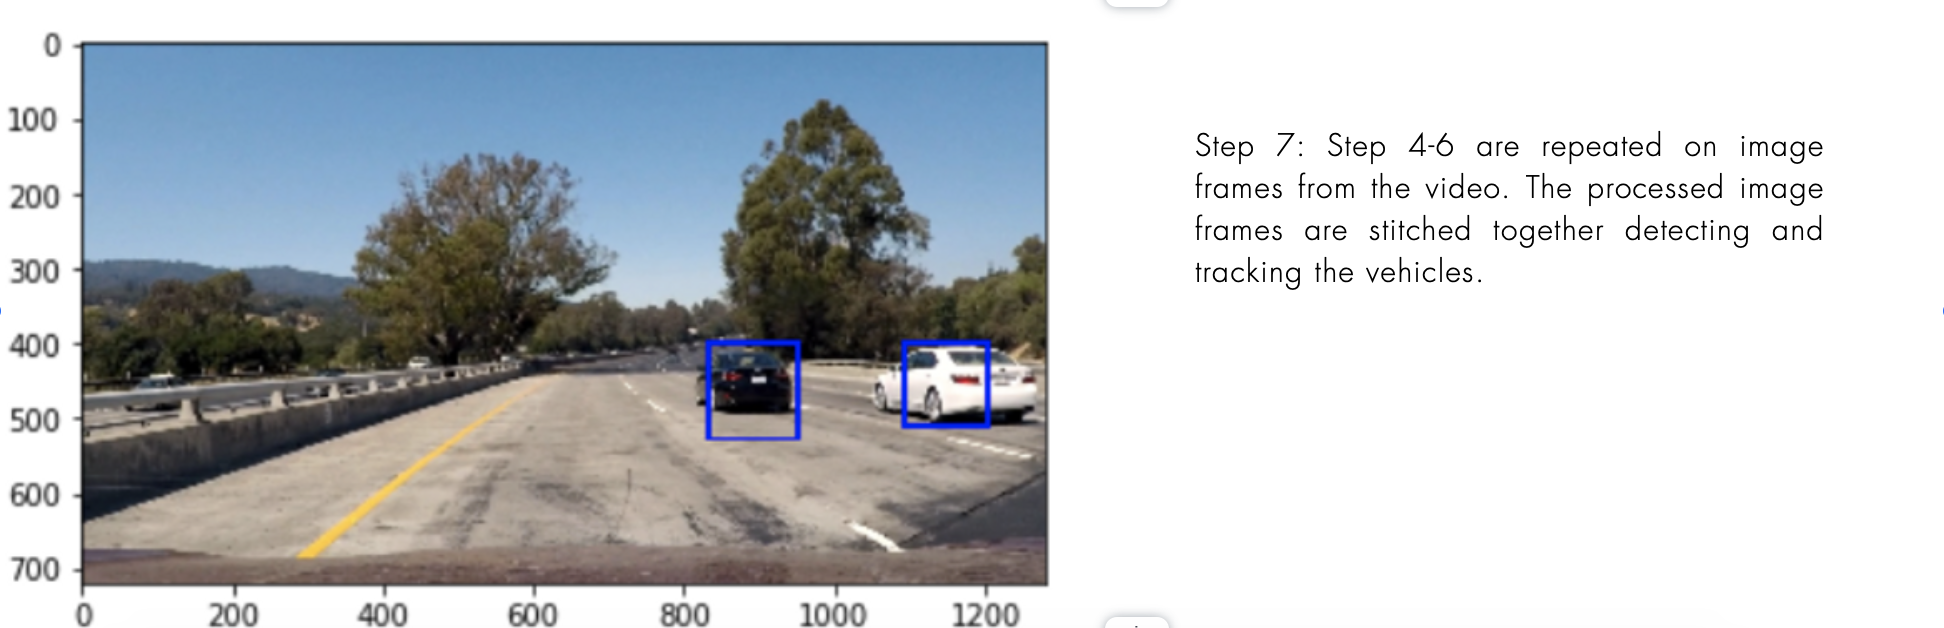 0
100
200
300
400
500
600
700
0 200 400 600 800 1000 1200
Step 7: Step 4-6 are repeated on image
frames from the video. The processed image
frames are stitched together detecting and
tracking the vehicles.